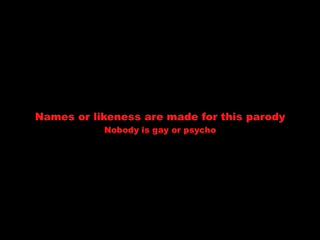 Names or likeness are made for this parody
Nobody is gay or psycho